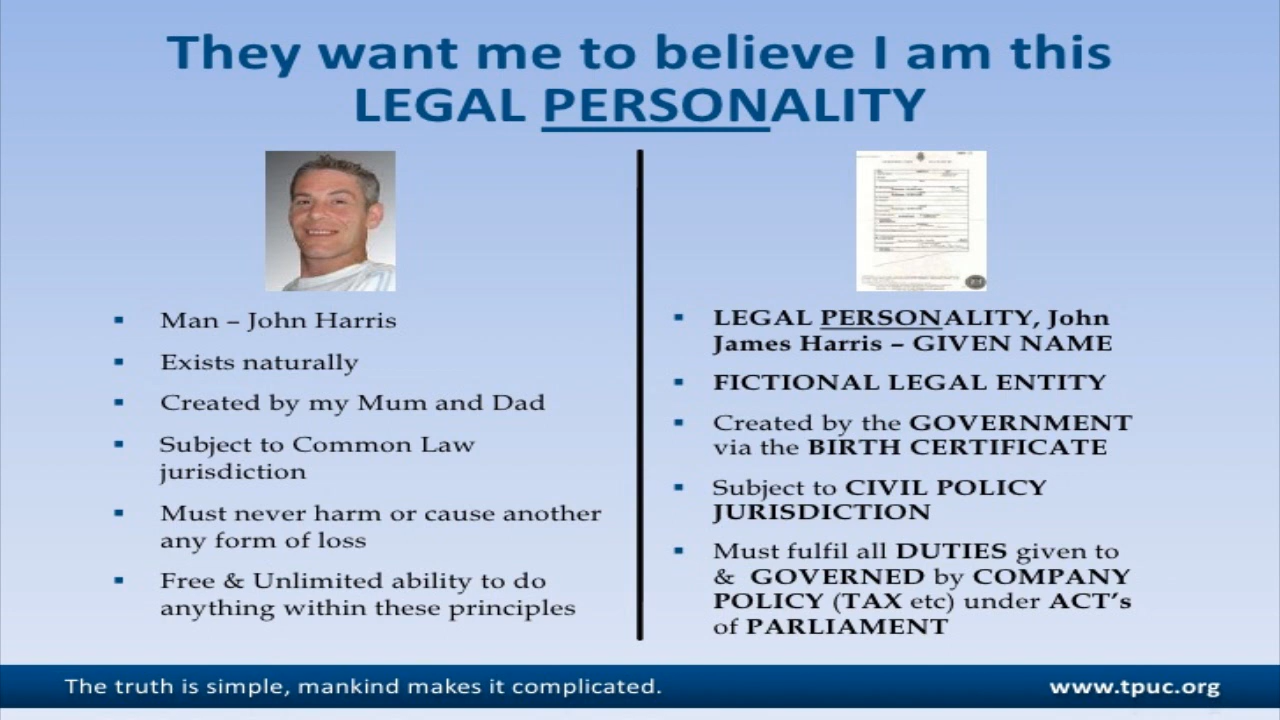 They want me to believe I am this
LEGAL PERSONALITY
Man – John Harris
Exists naturally
Created by my Mum and Dad
Subject to Common Law
jurisdiction
Must never harm or cause another
any form of loss
Free & Unlimited ability to do
anything within these principles
LEGAL PERSONALITY, John
James Harris – GIVEN NAME
FICTIONAL LEGAL ENTITY
Created by the GOVERNMENT
via the BIRTH CERTIFICATE
Subject to CIVIL POLICY
JURISDICTION
Must fulfil all DUTIES given to
& GOVERNED by COMPANY
POLICY (TAX etc) under ACT’s
of PARLIAMENT
The truth is simple, mankind makes it complicated.
www.tpuc.org